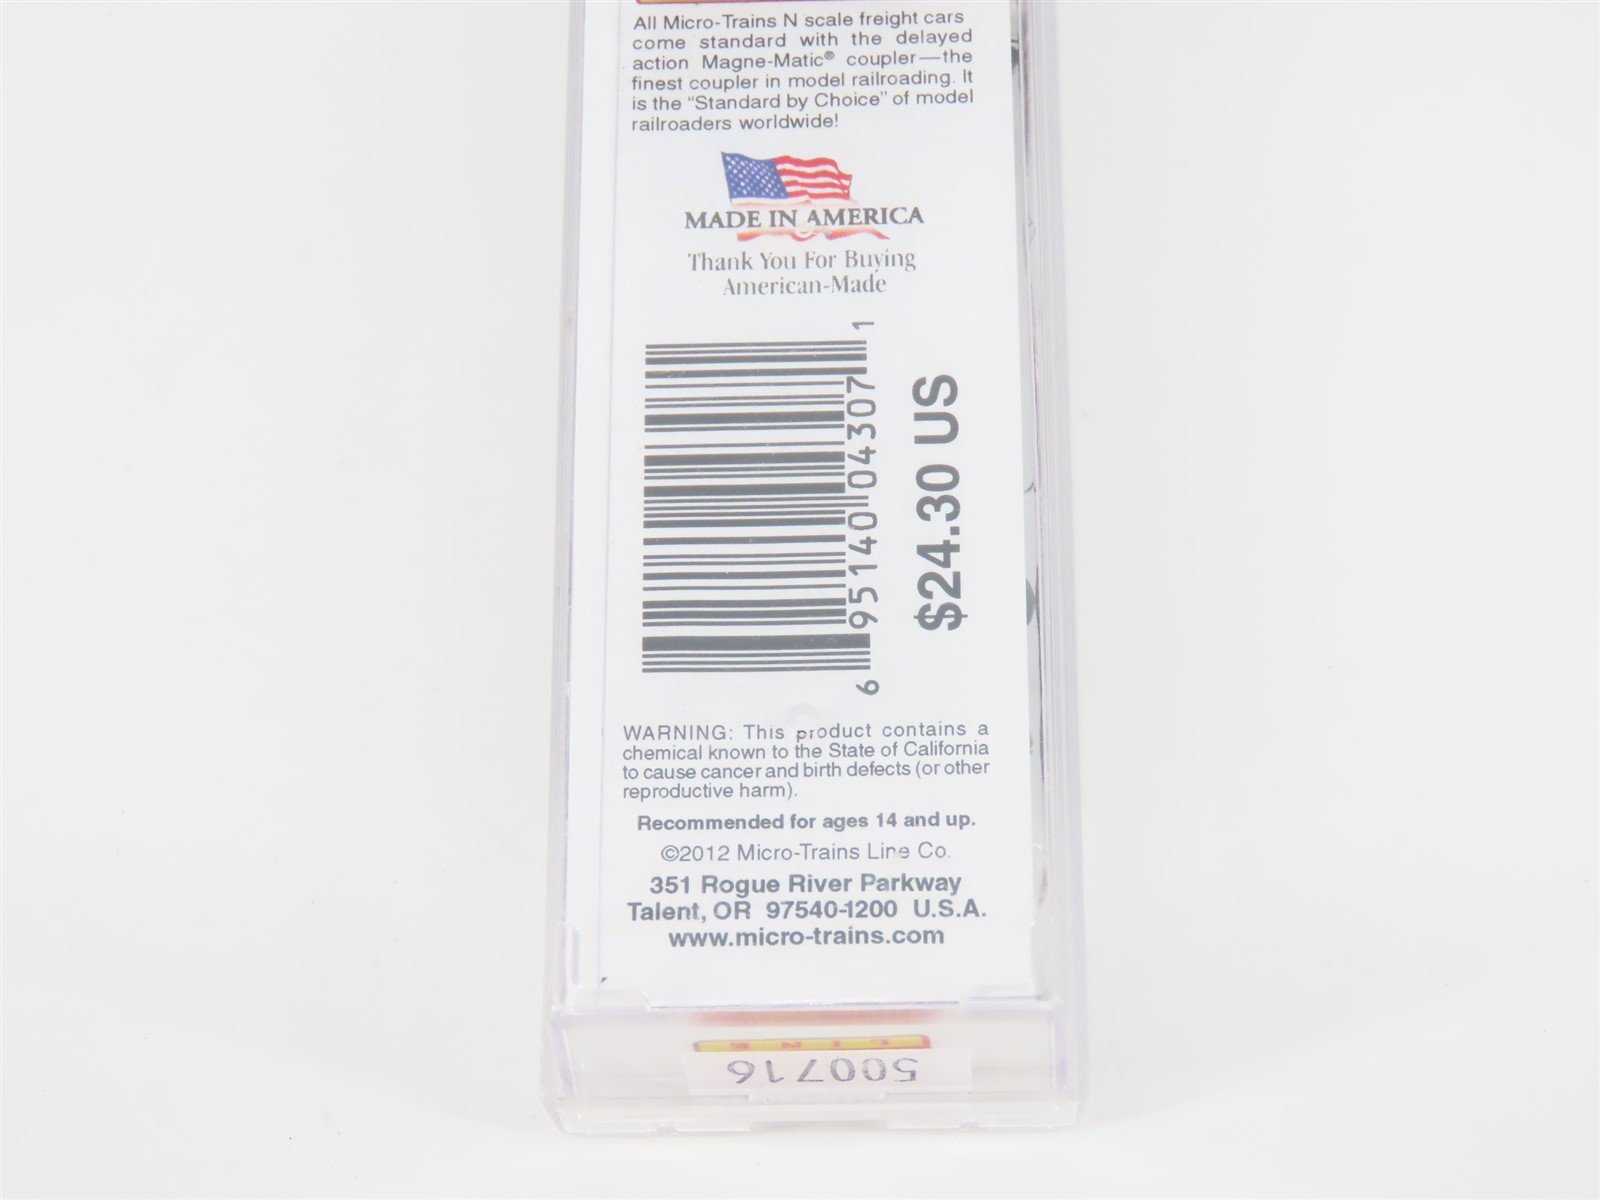 All Micro-Trains N scale freight cars
come standard with the delayed
action Magne-Matic® coupler—the
finest coupler in model railroading. It
is the “Standard by Choice” of model
railroaders worldwide!
MADE IN AMERICA
Thank You For Buying
American-Made
6 95140 04307 1
$24.30 US
WARNING: This product contains a
chemical known to the State of California
to cause cancer and birth defects (or other
reproductive harm).
Recommended for ages 14 and up.
©2012 Micro-Trains Line Co.
351 Rogue River Parkway
Talent, OR 97540-1200 U.S.A.
www.micro-trains.com
LINE
500716